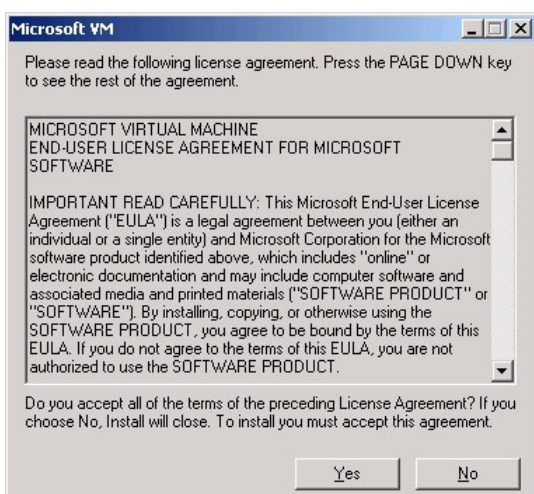 Microsoft VM
Please read the following license agreement. Press the PAGE DOWN key
to see the rest of the agreement.
MICROSOFT VIRTUAL MACHINE
END-USER LICENSE AGREEMENT FOR MICROSOFT
SOFTWARE
IMPORTANT READ CAREFULLY: This Microsoft End-User License
Agreement ("EULA") is a legal agreement between you (either an
individual or a single entity) and Microsoft Corporation for the Microsoft
software product identified above, which includes "online" or
electronic documentation and may include computer software and
associated media and printed materials ("SOFTWARE PRODUCT" or
"SOFTWARE"). By installing, copying, or otherwise using the
SOFTWARE PRODUCT, you agree to be bound by the terms of this
EULA. If you do not agree to the terms of this EULA, you are not
authorized to use the SOFTWARE PRODUCT.
Do you accept all of the terms of the preceding License Agreement? If you
choose No, Install will close. To install you must accept this agreement.
Yes
No